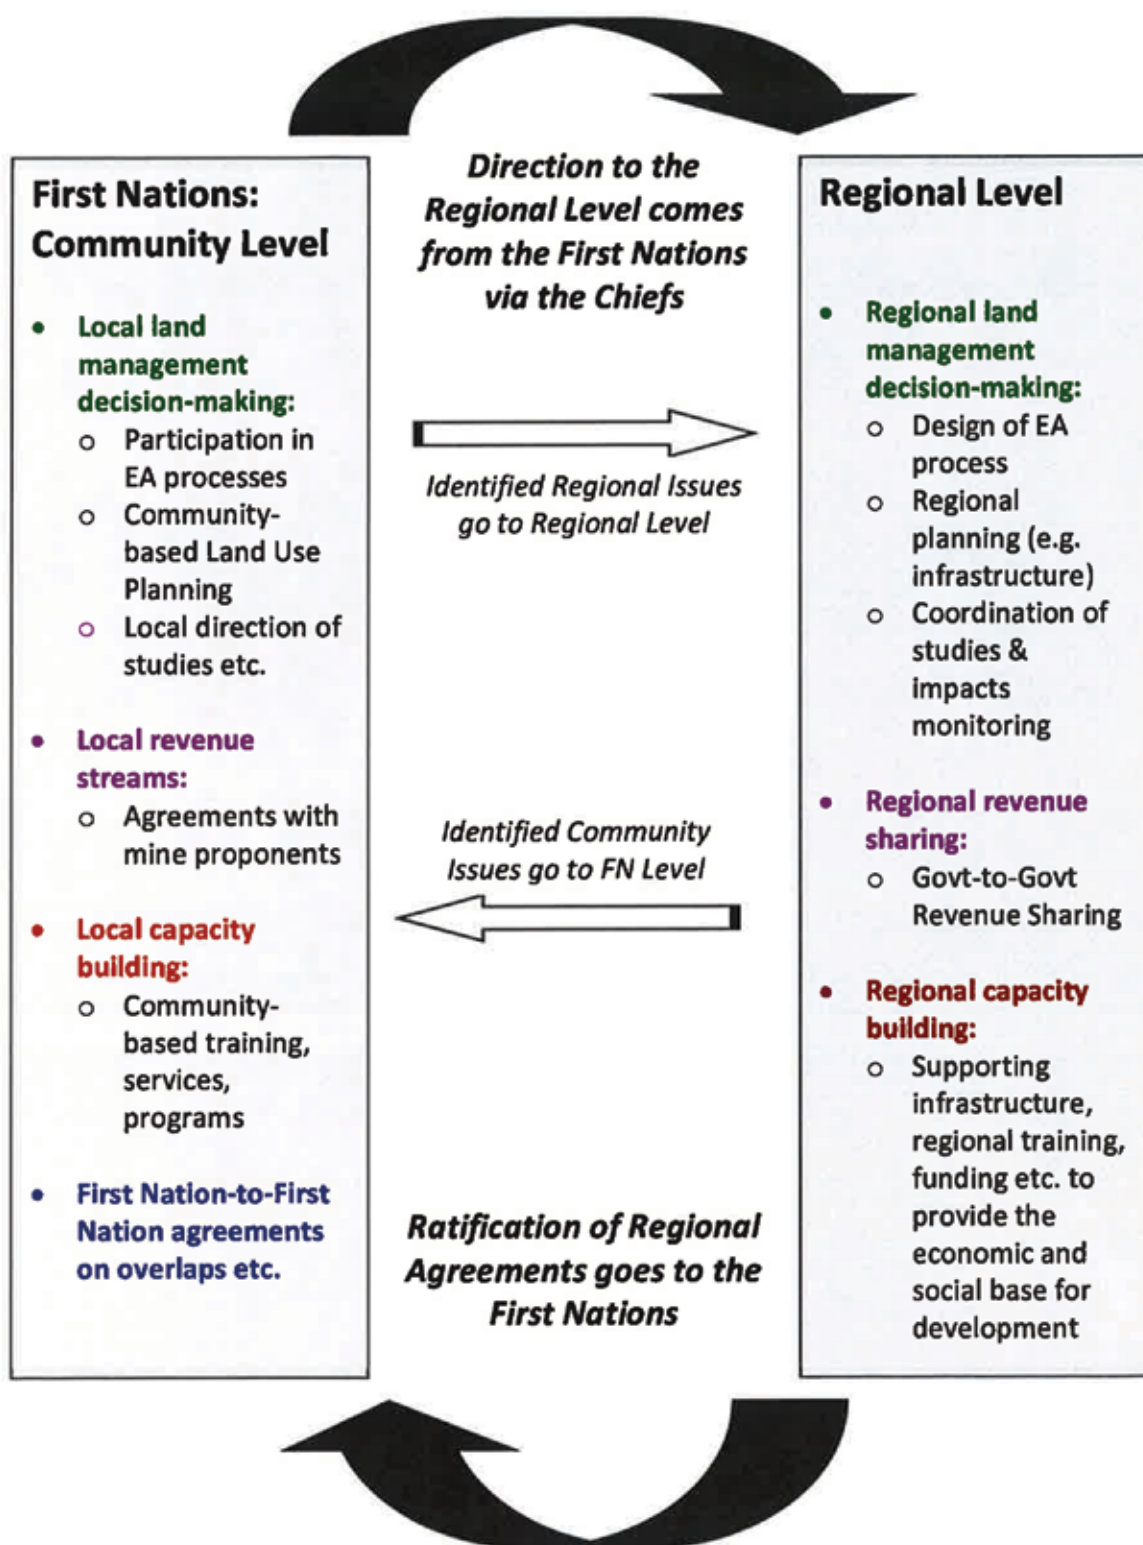 First Nations:
Community Level
• Local land
management
decision-making:
o Participation in
EA processes
o Community-
based Land Use
Planning
o Local direction of
studies etc.
• Local revenue
streams:
o Agreements with
mine proponents
• Local capacity
building:
o Community-
based training,
services,
programs
• First Nation-to-First
Nation agreements
on overlaps etc.
Direction to the
Regional Level comes
from the First Nations
via the Chiefs
Identified Regional Issues
go to Regional Level
Identified Community
Issues go to FN Level
Ratification of Regional
Agreements goes to the
First Nations
Regional Level
• Regional land
management
decision-making:
o Design of EA
process
o Regional
planning (e.g.
infrastructure)
o Coordination of
studies &
impacts
monitoring
• Regional revenue
sharing:
o Govt-to-Govt
Revenue Sharing
• Regional capacity
building:
o Supporting
infrastructure,
regional training,
funding etc. to
provide the
economic and
social base for
development